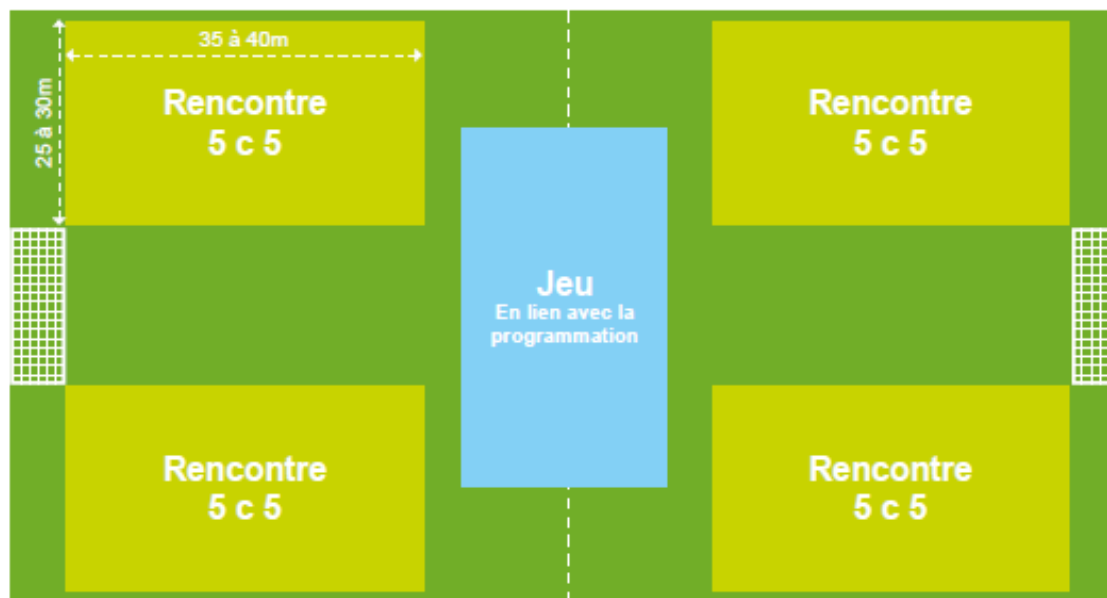 35 à 40m
25 à 30m
Rencontre
5 c 5
Rencontre
5 c 5
Jeu
En lien avec la
programmation
Rencontre
5 c 5
Rencontre
5 c 5